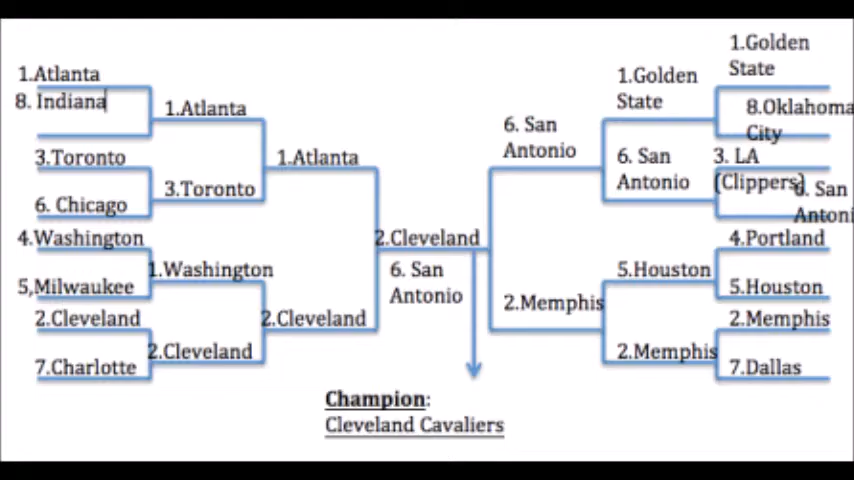 1.Atlanta
8. Indiana
3.Toronto
6. Chicago
4.Washington
5,Milwaukee
2.Cleveland
7.Charlotte
1.Atlanta
3.Toronto
1.Washington
2.Cleveland
1.Atlanta
2.Cleveland
2.Cleveland
6. San
Antonio
6. San
Antonio
2.Memphis
1.Golden
State
6. San
Antonio
5.Houston
2.Memphis
1.Golden
State
8.Oklahoma
City
3. LA
(Clippers)
6. San
Antoni
4.Portland
5.Houston
2.Memphis
7.Dallas
Champion:
Cleveland Cavaliers